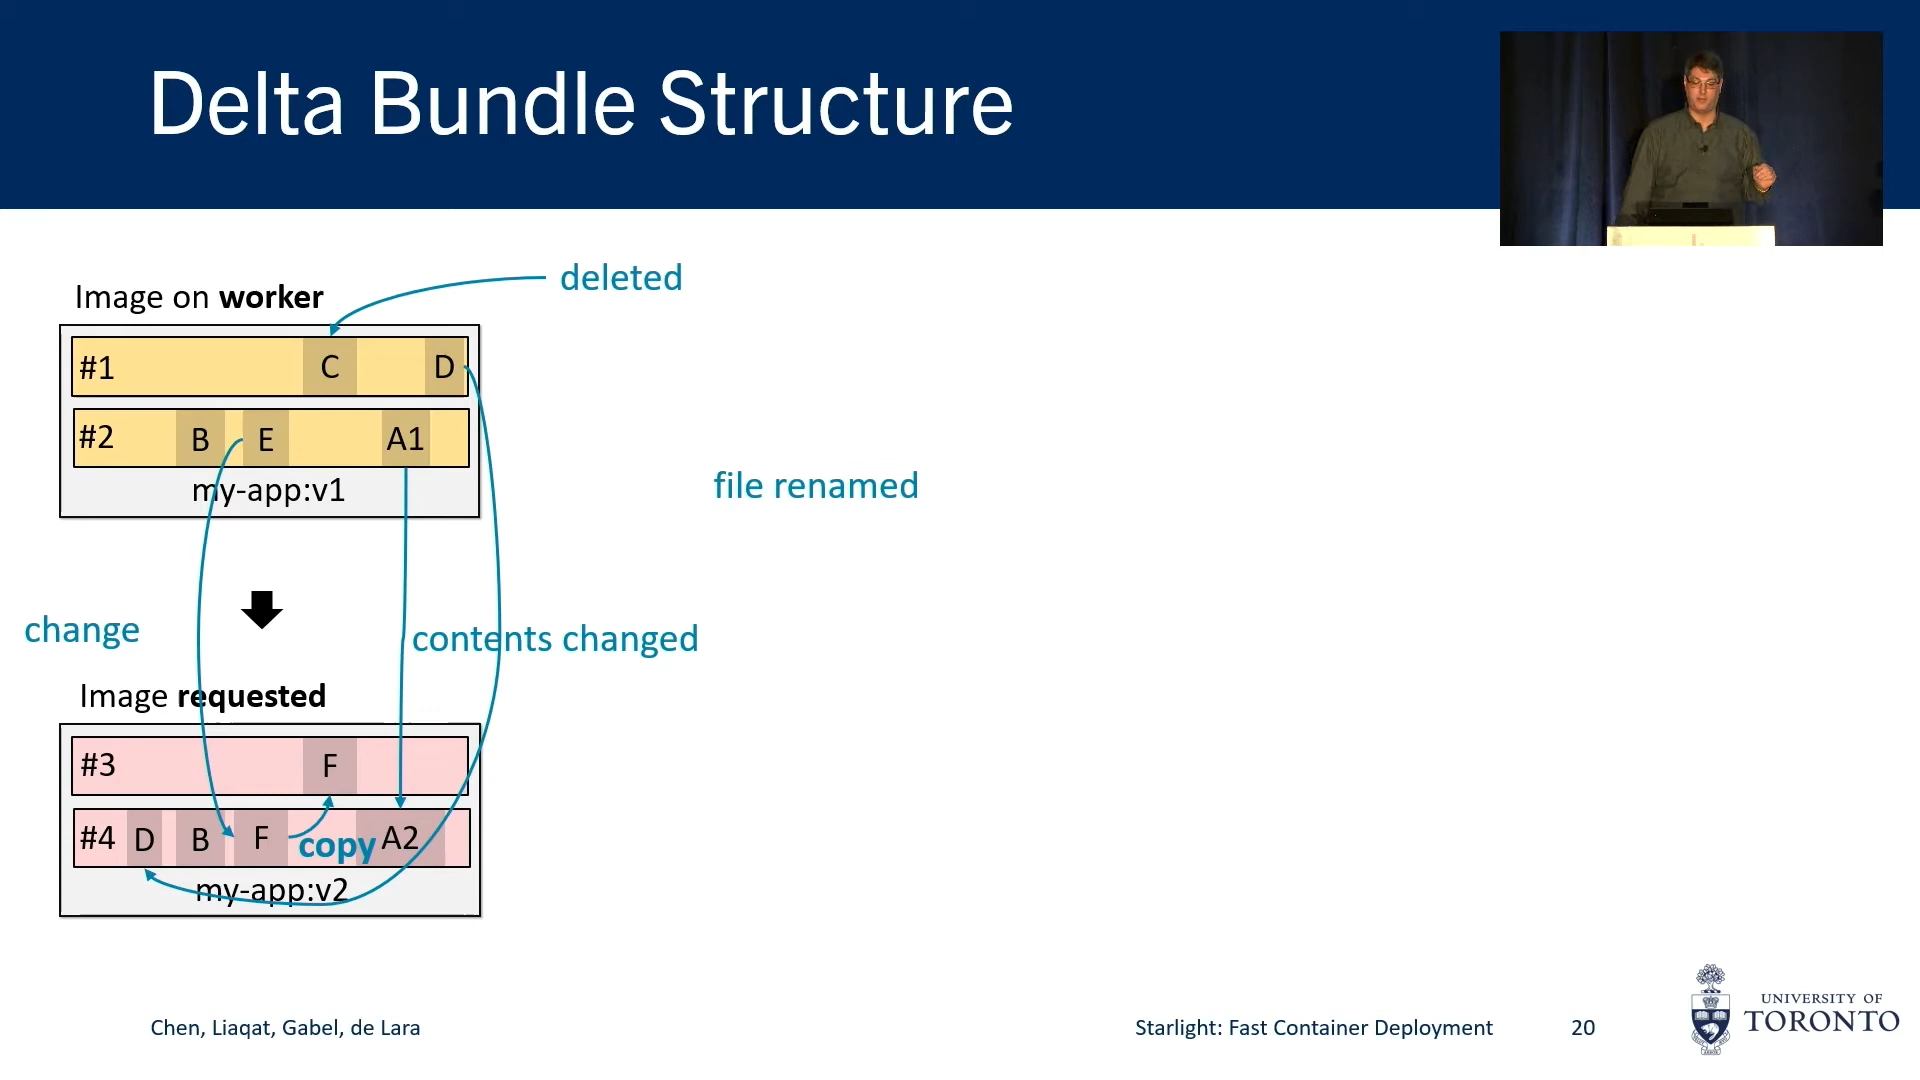 Delta Bundle Structure
deleted
Image on worker
#1 C D
#2 B E A1
my-app:v1
file renamed
change
contents changed
Image requested
#3 F
#4 D B F copy A2
my-app:v2
Chen, Liaqat, Gabel, de Lara
Starlight: Fast Container Deployment
20
UNIVERSITY OF
TORONTO